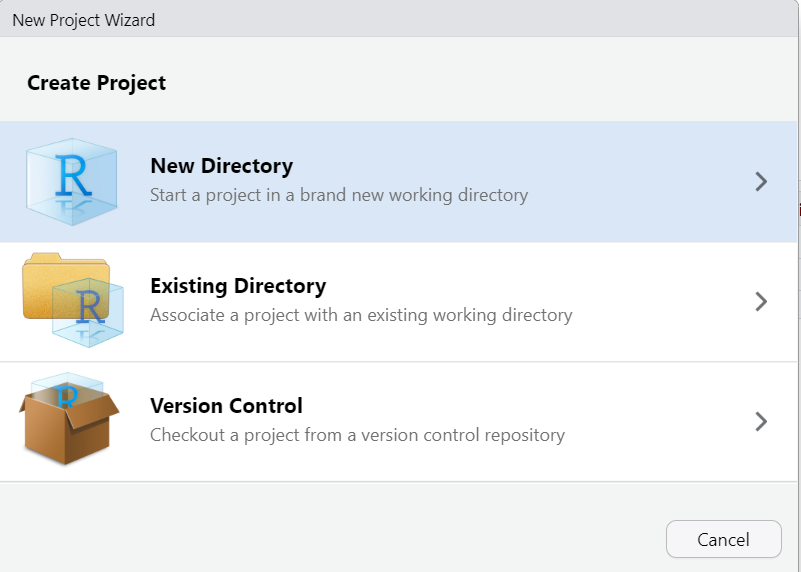 New Project Wizard
Create Project
R
New Directory
Start a project in a brand new working directory
R
Existing Directory
Associate a project with an existing working directory
R
Version Control
Checkout a project from a version control repository
Cancel